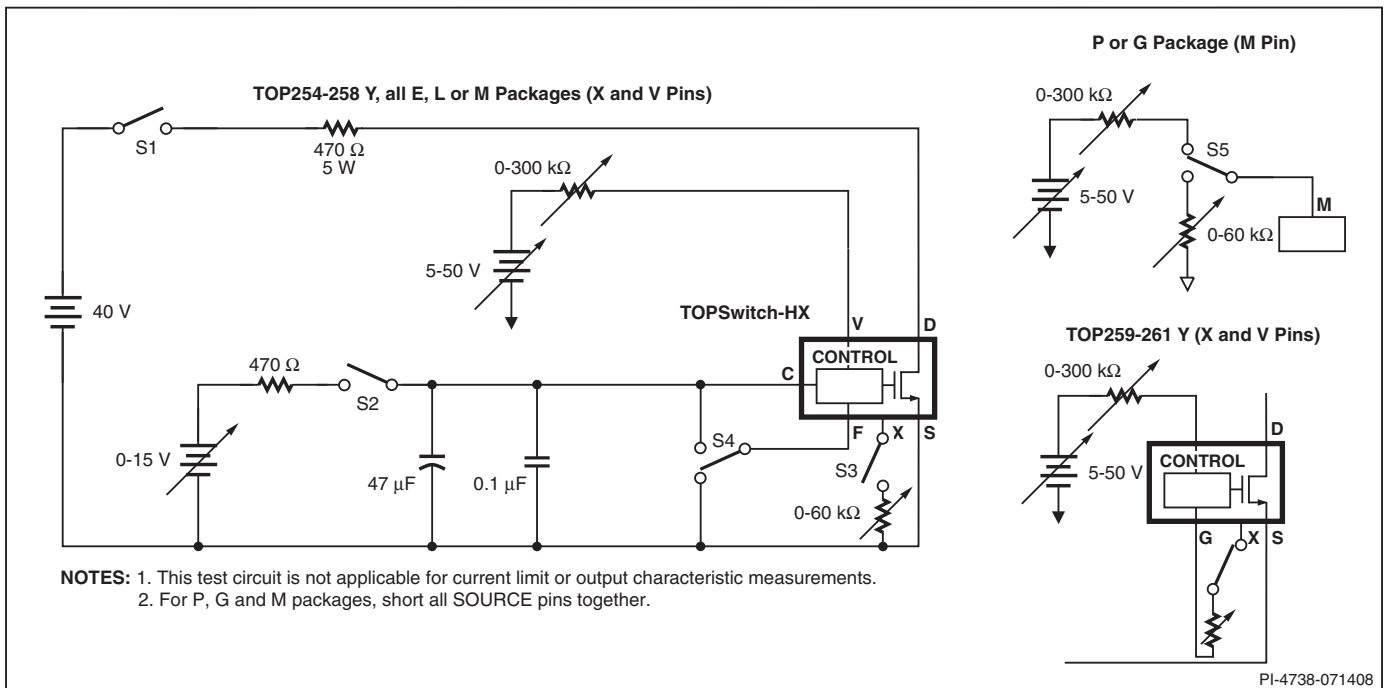 P or G Package (M Pin)
TOP254-258 Y, all E, L or M Packages (X and V Pins)
0-300 kΩ
S1
470 Ω
5 W
S5
0-300 kΩ
5-50 V
M
0-60 kΩ
5-50 V
40 V
TOPSwitch-HX
V
D
TOP259-261 Y (X and V Pins)
CONTROL
470 Ω
C
0-300 kΩ
S2
F
X
S
D
S4
S3
0-15 V
47 μF
0.1 μF
5-50 V
CONTROL
0-60 kΩ
G
X
S
NOTES: 1. This test circuit is not applicable for current limit or output characteristic measurements.
2. For P, G and M packages, short all SOURCE pins together.
PI-4738-071408